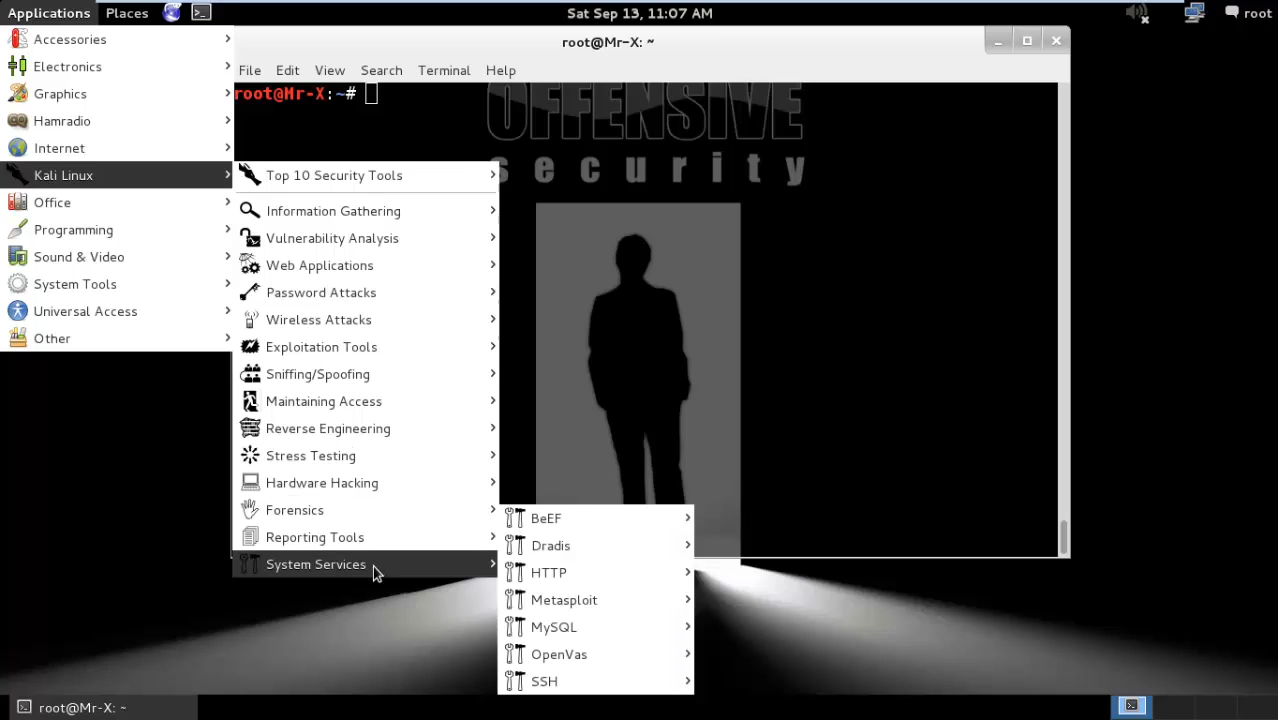 Applications Places Sat Sep 13, 11:07 AM root
root@Mr-X: ~
File Edit View Search Terminal Help
root@Mr-X:~#
OFFENSIVE
security
Accessories
Electronics
Graphics
Hamradio
Internet
Kali Linux
Office
Programming
Sound & Video
System Tools
Universal Access
Other
Top 10 Security Tools
Information Gathering
Vulnerability Analysis
Web Applications
Password Attacks
Wireless Attacks
Exploitation Tools
Sniffing/Spoofing
Maintaining Access
Reverse Engineering
Stress Testing
Hardware Hacking
Forensics
Reporting Tools
System Services
BeEF
Dradis
HTTP
Metasploit
MySQL
OpenVas
SSH
root@Mr-X: ~